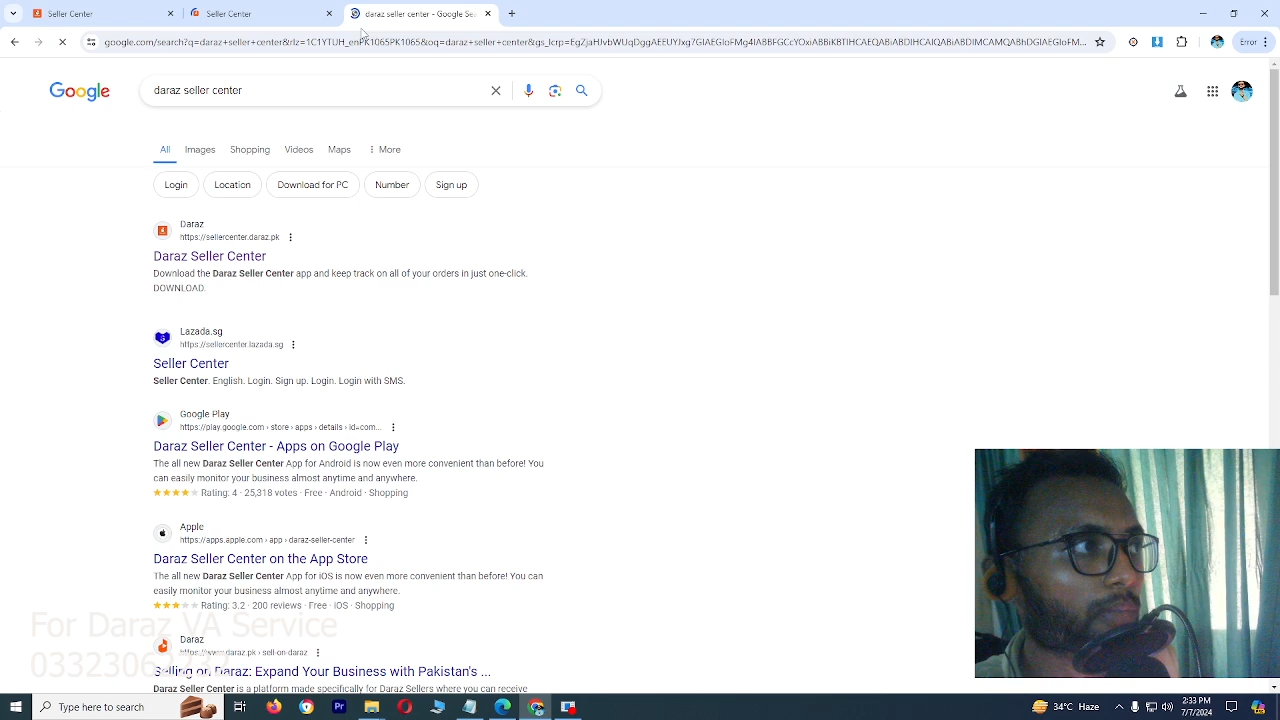 Seller Center
Seller Center
daraz seller center - Google Se
Error
google.com/search?q=daraz+seller+center&rlz=1C1YTUH_en
Google
daraz seller center
All
Images
Shopping
Videos
Maps
More
Login
Location
Download for PC
Number
Sign up
Daraz
https://sellercenter.daraz.pk
Daraz Seller Center
Download the Daraz Seller Center app and keep track on all of your orders in just one-click.
DOWNLOAD.
Lazada.sg
https://sellercenter.lazada.sg
Seller Center
Seller Center. English. Login. Sign up. Login. Login with SMS.
Google Play
https://play.google.com › store › apps › details › id=com...
Daraz Seller Center - Apps on Google Play
The all new Daraz Seller Center App for Android is now even more convenient than before! You
can easily monitor your business almost anytime and anywhere.
Rating: 4 · 25,318 votes · Free · Android · Shopping
Apple
https://apps.apple.com › app › daraz-seller-center
Daraz Seller Center on the App Store
The all new Daraz Seller Center App for iOS is now even more convenient than before! You can
easily monitor your business almost anytime and anywhere.
Rating: 3.2 · 200 reviews · Free · iOS · Shopping
For Daraz VA Service
Daraz
https://www.daraz.pk › sell-on-daraz
Selling on Daraz: Expand Your Business with Pakistan's ...
Daraz Seller Center is a platform made specifically for Daraz Sellers where you can receive
Type here to search
34°C Haze
2:33 PM
7/7/2024